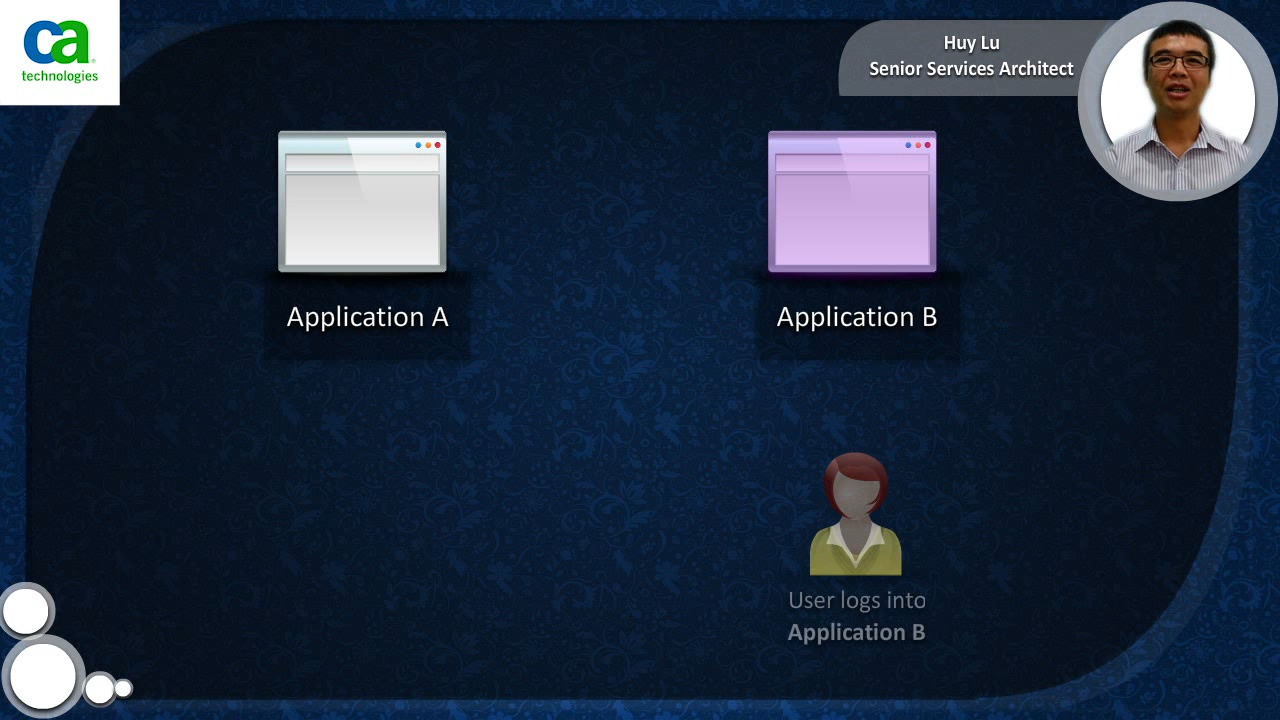 ca
technologies
Huy Lu
Senior Services Architect
Application A
Application B
User logs into
Application B